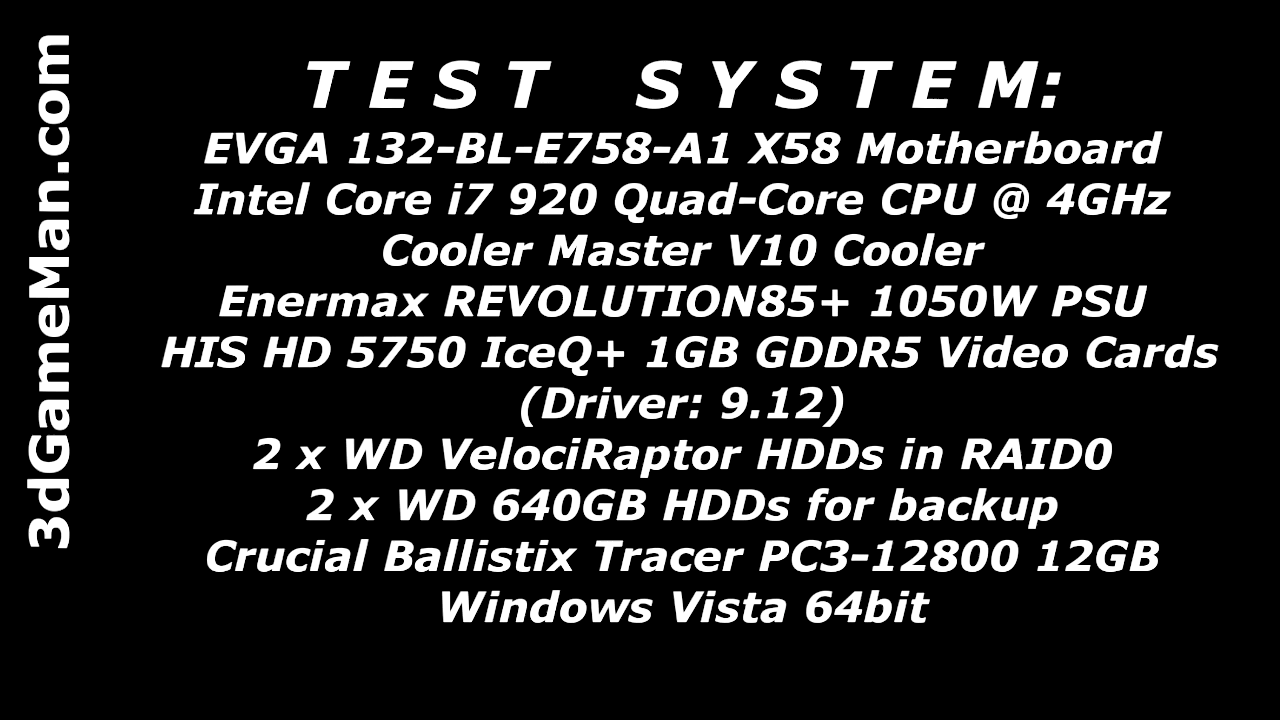 3dGameMan.com
T E S T S Y S T E M:
EVGA 132-BL-E758-A1 X58 Motherboard
Intel Core i7 920 Quad-Core CPU @ 4GHz
Cooler Master V10 Cooler
Enermax REVOLUTION85+ 1050W PSU
HIS HD 5750 IceQ+ 1GB GDDR5 Video Cards
(Driver: 9.12)
2 x WD VelociRaptor HDDs in RAID0
2 x WD 640GB HDDs for backup
Crucial Ballistix Tracer PC3-12800 12GB
Windows Vista 64bit